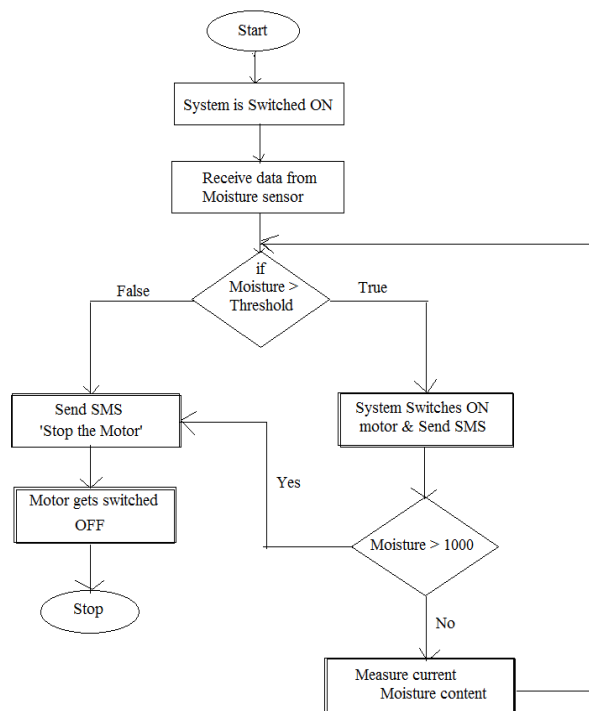 Start
System is Switched ON
Receive data from
Moisture sensor
if
Moisture >
Threshold
False
True
Send SMS
'Stop the Motor'
System Switches ON
motor & Send SMS
Yes
Motor gets switched
OFF
Moisture > 1000
Stop
No
Measure current
Moisture content